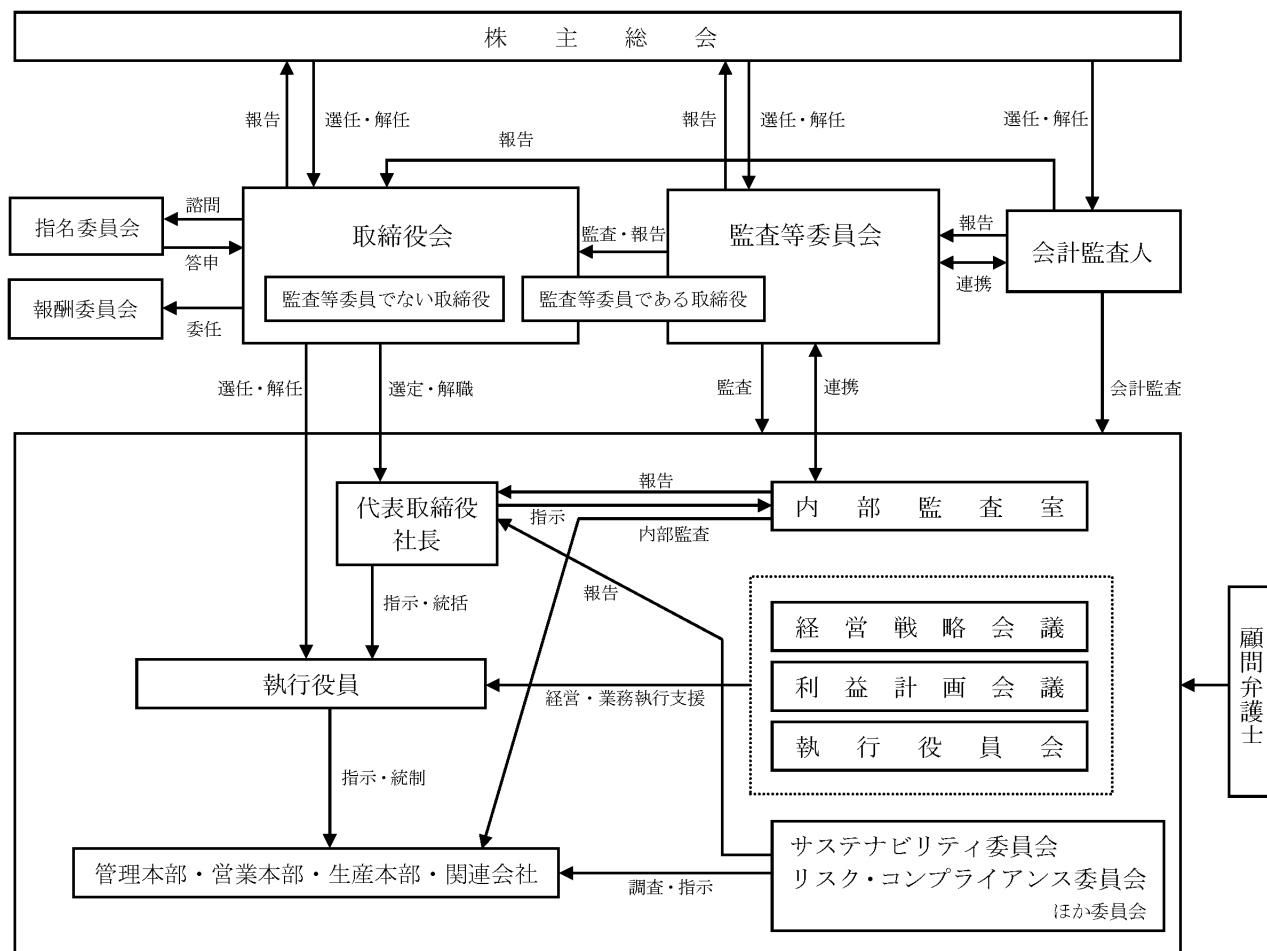 株主総会
報告
選任・解任
報告
選任・解任
選任・解任
報告
指名委員会
諮問
答申
報酬委員会
委任
取締役会
監査等委員でない取締役
監査・報告
監査等委員会
監査等委員である取締役
報告
連携
会計監査人
選任・解任
選定・解職
監査
連携
会計監査
代表取締役
社長
報告
指示
内部監査
内部監査室
指示・統括
報告
経営戦略会議
利益計画会議
執行役員会
執行役員
経営・業務執行支援
顧問弁護士
指示・統制
管理本部・営業本部・生産本部・関連会社
調査・指示
サステナビリティ委員会
リスク・コンプライアンス委員会
ほか委員会